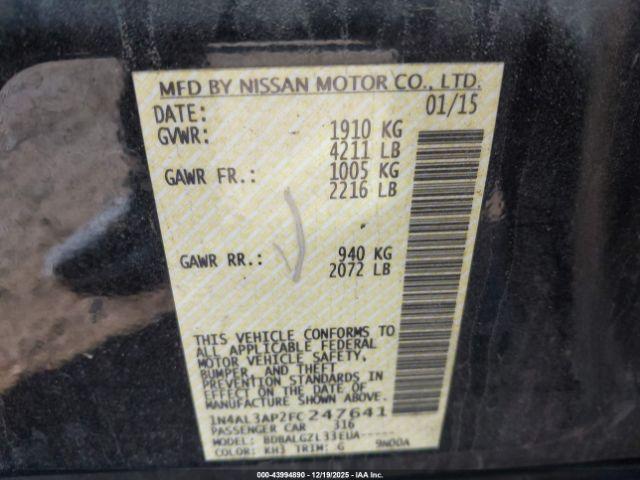 MFD BY NISSAN MOTOR CO., LTD.
DATE: 01/15
GVWR: 1910 KG
4211 LB
GAWR FR.: 1005 KG
2216 LB
GAWR RR.: 940 KG
2072 LB
THIS VEHICLE CONFORMS TO
ALL APPLICABLE FEDERAL
MOTOR VEHICLE SAFETY,
BUMPER, AND THEFT
PREVENTION STANDARDS IN
EFFECT ON THE DATE OF
MANUFACTURE SHOWN ABOVE.
1N4AL3AP2FC247641
PASSENGER CAR 316
MODEL: BDBALGZL33EUA-----
COLOR: KH3 TRIM: G 9N00A
000-43994890 - 12/19/2025 - IAAI.COM